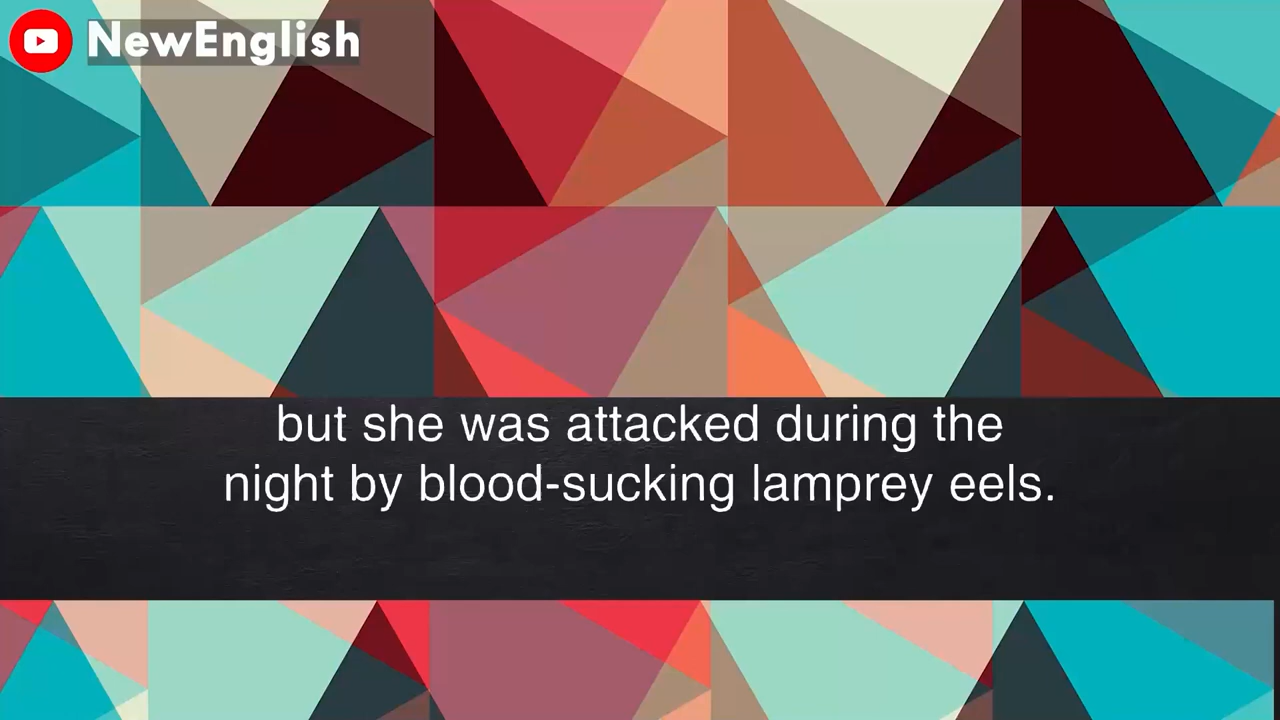 NewEnglish
but she was attacked during the
night by blood-sucking lamprey eels.